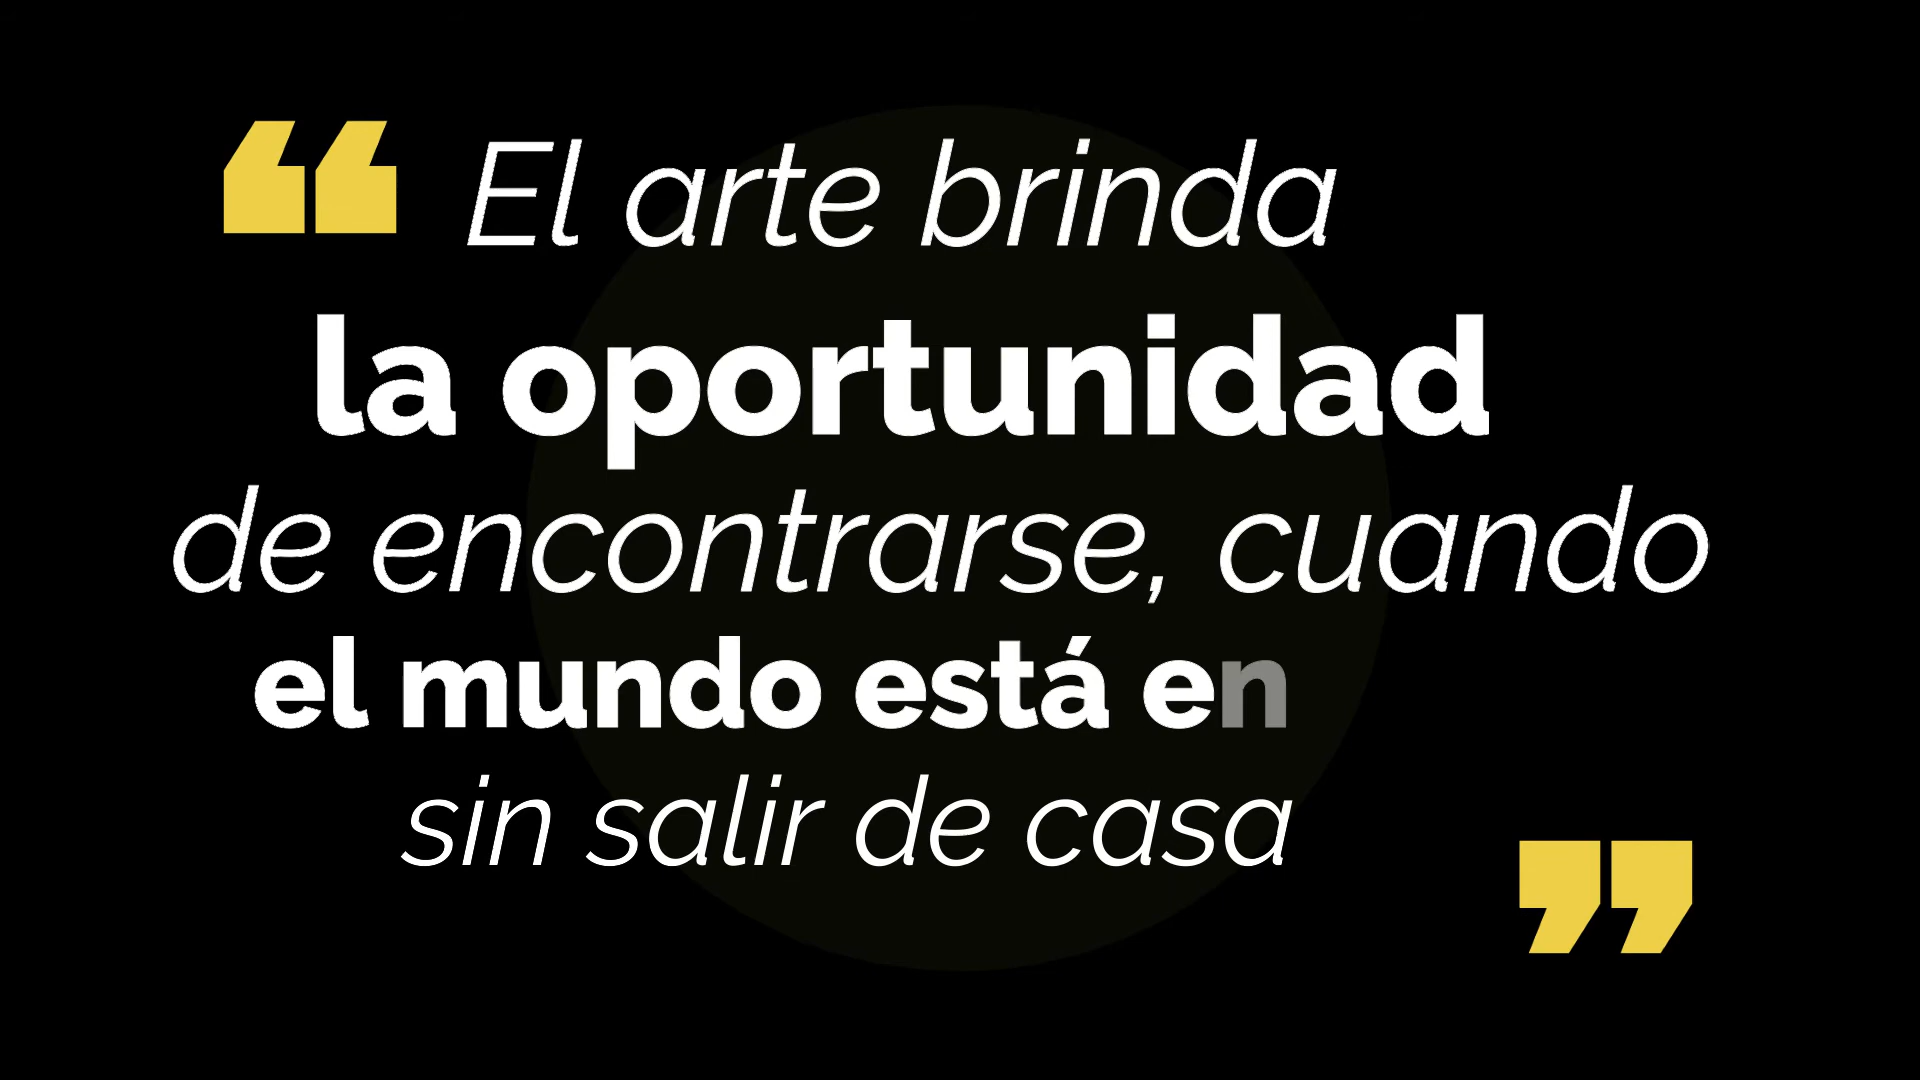 “ El arte brinda
la oportunidad
de encontrarse, cuando
el mundo está en
sin salir de casa ”